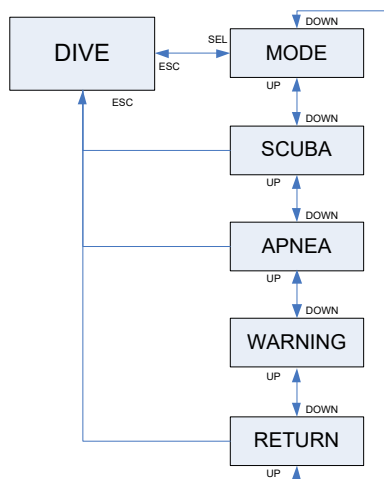 DOWN
DIVE
SEL
MODE
ESC
UP
ESC
DOWN
SCUBA
UP
DOWN
APNEA
UP
DOWN
WARNING
UP
DOWN
RETURN
UP